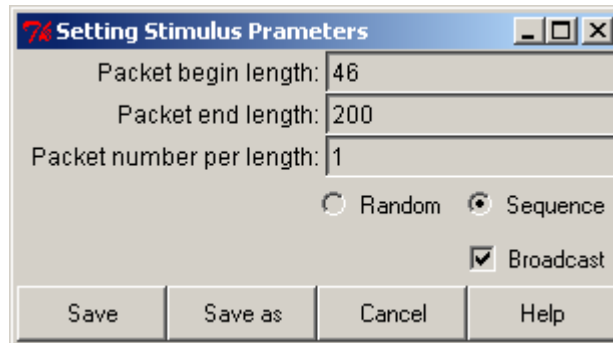 Setting Stimulus Prameters
Packet begin length: 46
Packet end length: 200
Packet number per length: 1
Random Sequence
Broadcast
Save Save as Cancel Help